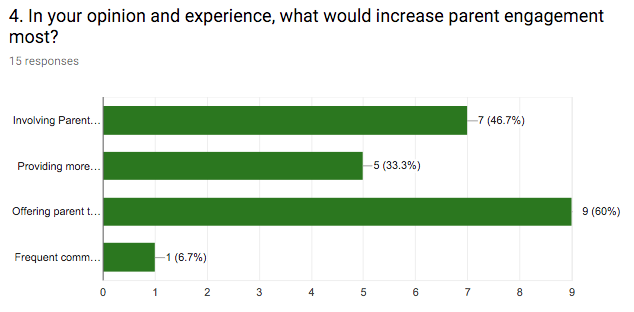 4. In your opinion and experience, what would increase parent engagement
most?
15 responses
Involving Parent...
7 (46.7%)
Providing more...
5 (33.3%)
Offering parent t...
9 (60%)
Frequent comm...
1 (6.7%)
0 1 2 3 4 5 6 7 8 9